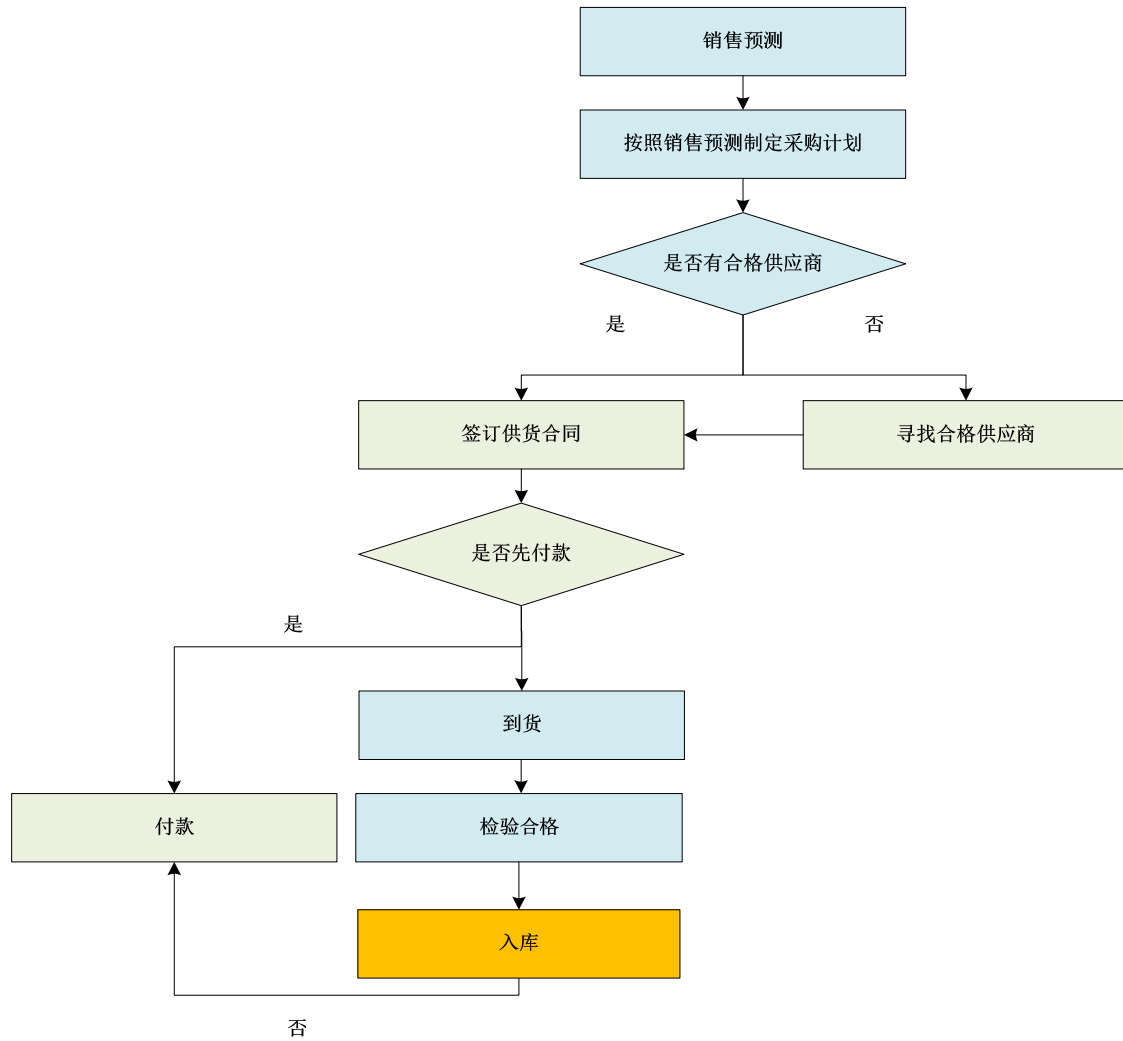 销售预测
按照销售预测制定采购计划
是否有合格供应商
是
否
签订供货合同
寻找合格供应商
是否先付款
是
到货
付款
检验合格
入库
否